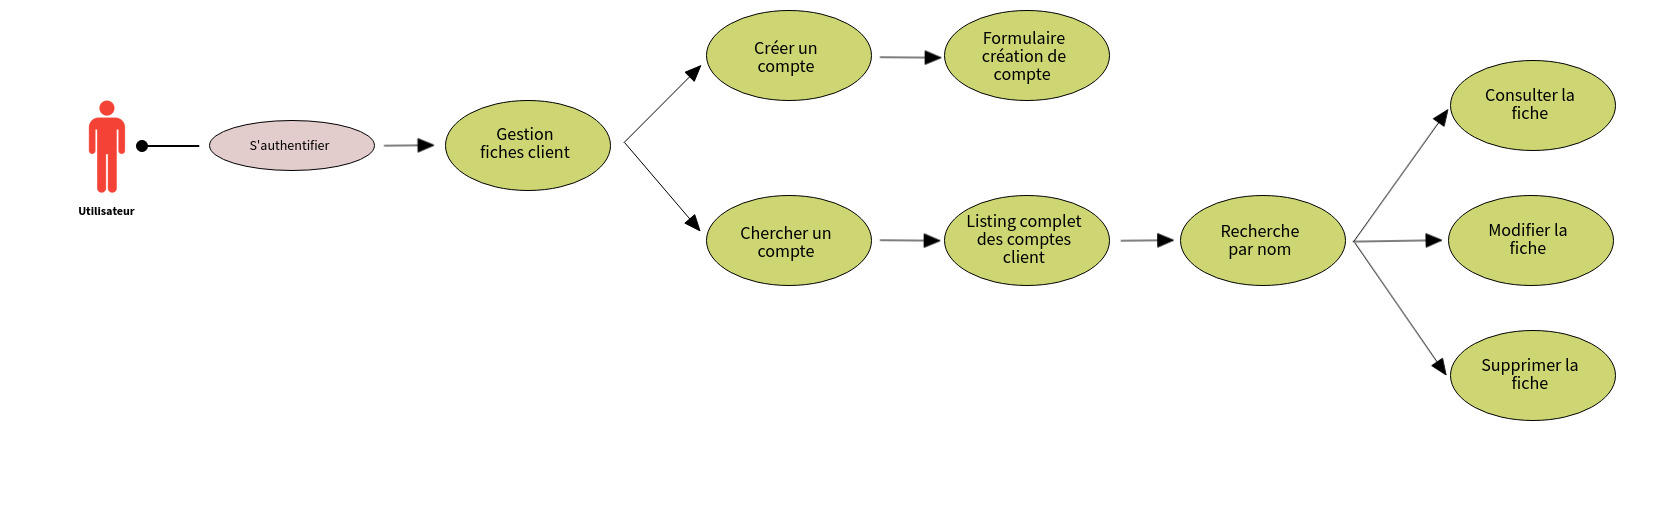 Utilisateur
S'authentifier
Gestion
fiches client
Créer un
compte
Formulaire
création de
compte
Chercher un
compte
Listing complet
des comptes
client
Recherche
par nom
Consulter la
fiche
Modifier la
fiche
Supprimer la
fiche